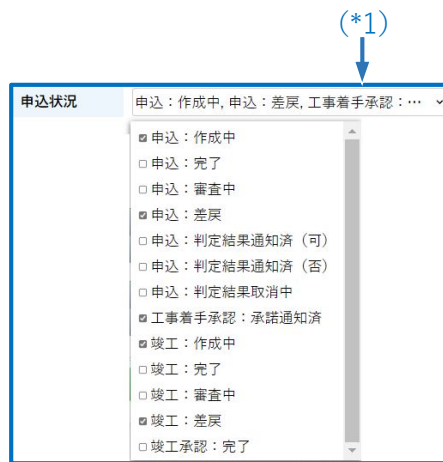 (*1)
申込状況
申込：作成中, 申込：差戻, 工事着手承認：…
申込：作成中
申込：完了
申込：審査中
申込：差戻
申込：判定結果通知済（可）
申込：判定結果通知済（否）
申込：判定結果取消中
工事着手承認：承諾通知済
竣工：作成中
竣工：完了
竣工：審査中
竣工：差戻
竣工承認：完了